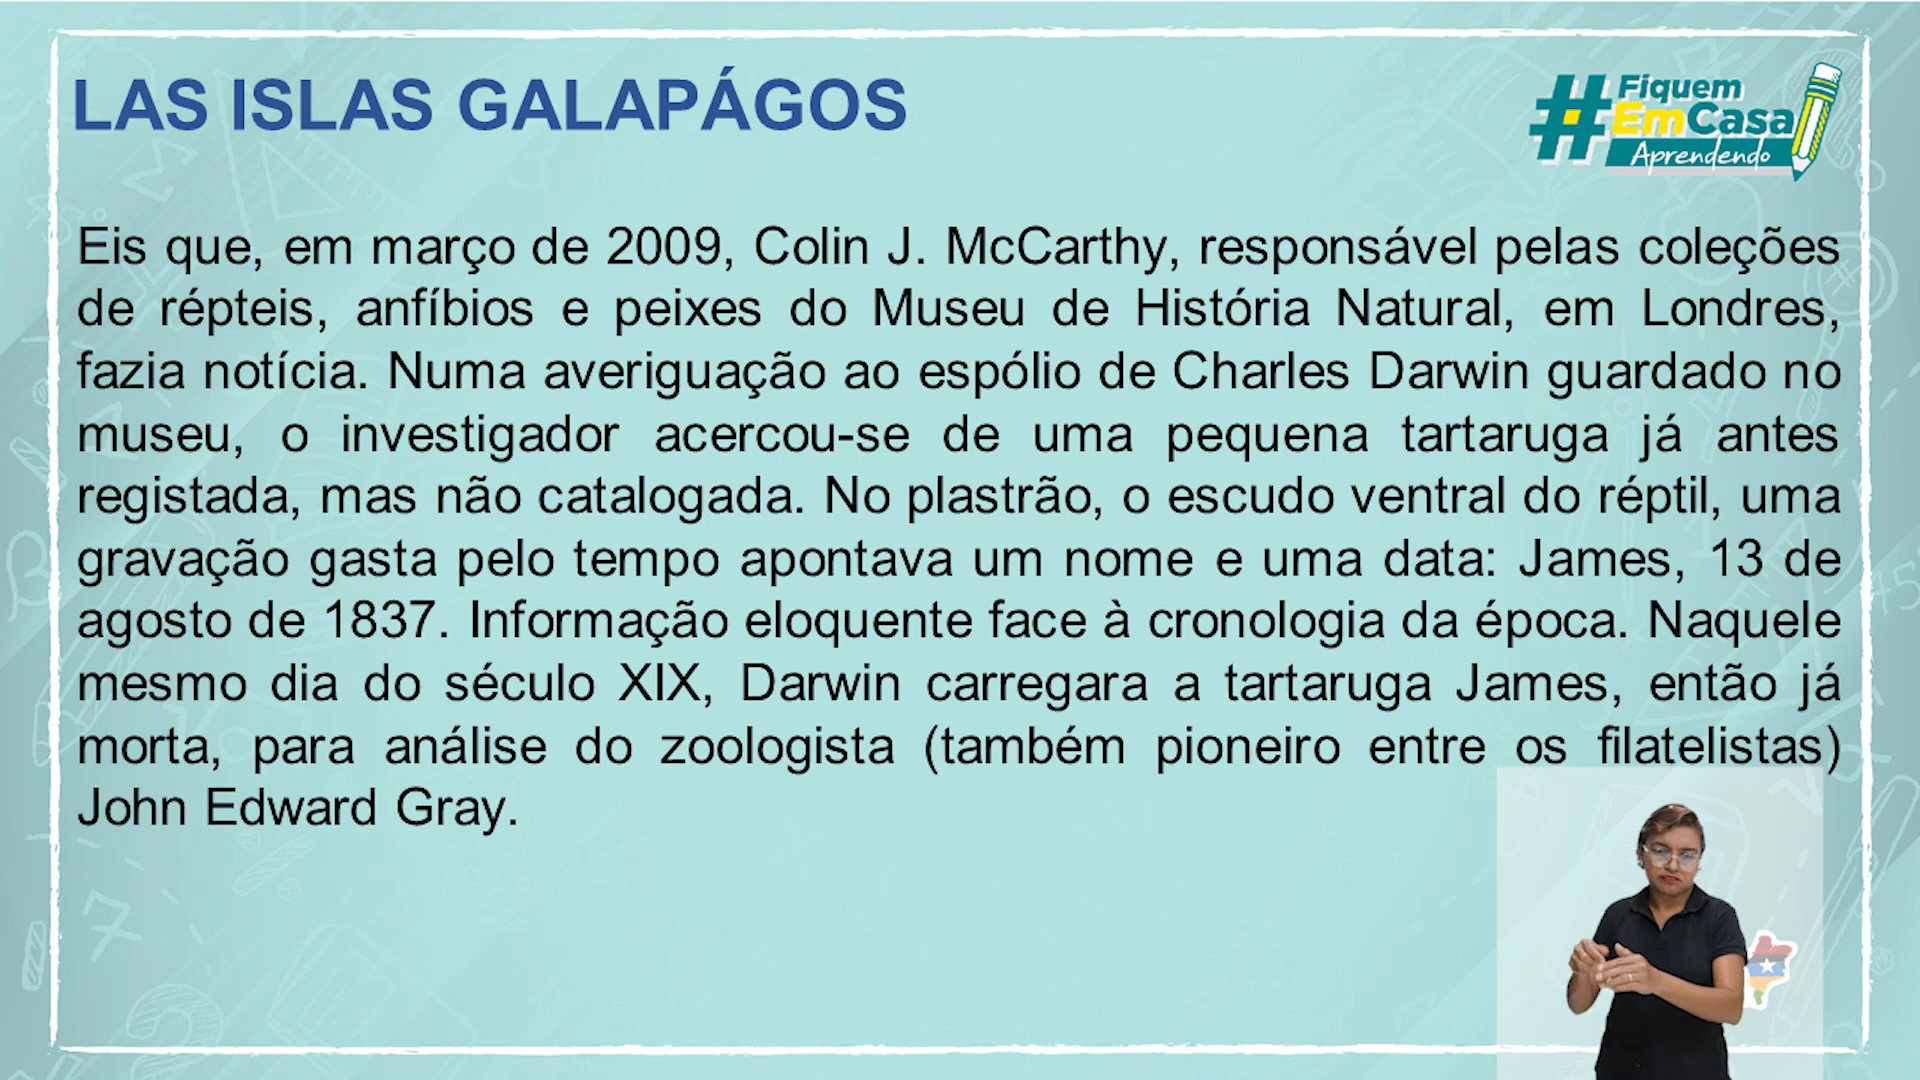 LAS ISLAS GALAPÁGOS
#Fiquem
EmCasa
Aprendendo
Eis que, em março de 2009, Colin J. McCarthy, responsável pelas coleções
de répteis, anfíbios e peixes do Museu de História Natural, em Londres,
fazia notícia. Numa averiguação ao espólio de Charles Darwin guardado no
museu, o investigador acercou-se de uma pequena tartaruga já antes
registada, mas não catalogada. No plastrão, o escudo ventral do réptil, uma
gravação gasta pelo tempo apontava um nome e uma data: James, 13 de
agosto de 1837. Informação eloquente face à cronologia da época. Naquele
mesmo dia do século XIX, Darwin carregara a tartaruga James, então já
morta, para análise do zoologista (também pioneiro entre os filatelistas)
John Edward Gray.